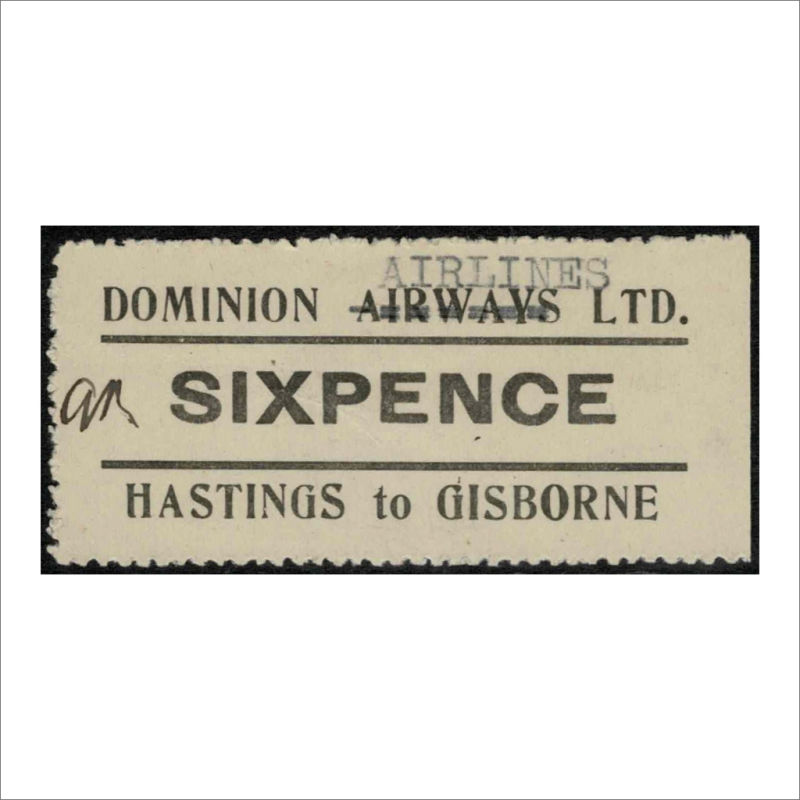 AIRLINES
DOMINION AIRWAYS LTD.
SIXPENCE
HASTINGS to GISBORNE